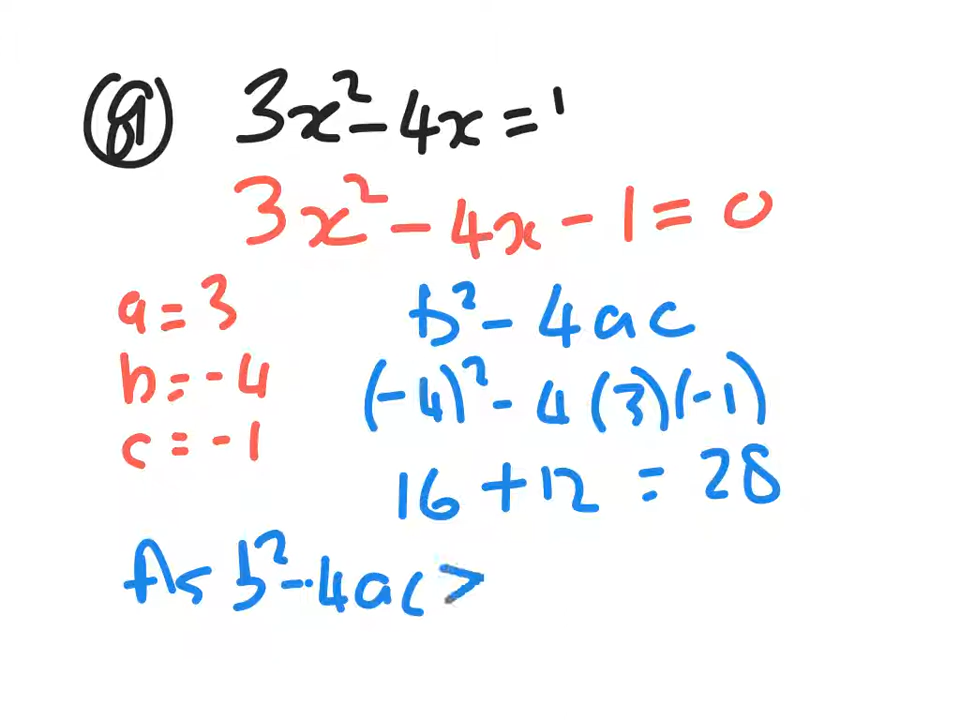 (a) 3x² - 4x = 1
3x² - 4x - 1 = 0
a = 3
b = -4
c = -1
b² - 4ac
(-4)² - 4(3)(-1)
16 + 12 = 28
As b² - 4ac >